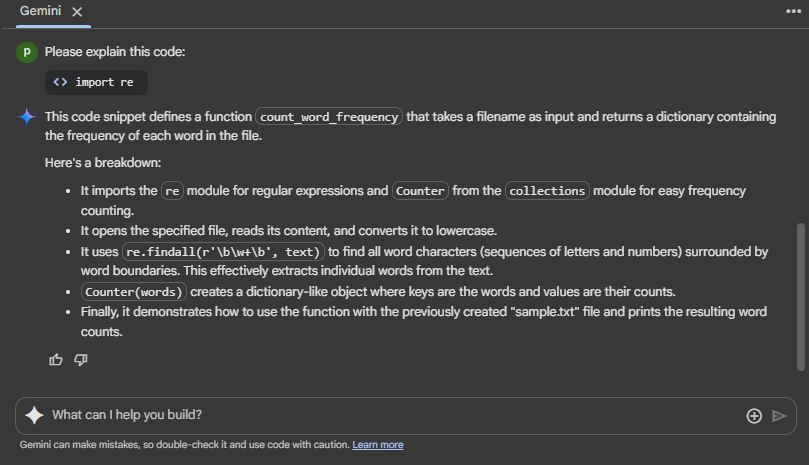 Gemini
P Please explain this code:
<> import re
This code snippet defines a function count_word_frequency that takes a filename as input and returns a dictionary containing
the frequency of each word in the file.
Here's a breakdown:
• It imports the re module for regular expressions and Counter from the collections module for easy frequency
counting.
• It opens the specified file, reads its content, and converts it to lowercase.
• It uses re.findall(r'\b\w+\b', text) to find all word characters (sequences of letters and numbers) surrounded by
word boundaries. This effectively extracts individual words from the text.
• Counter(words) creates a dictionary-like object where keys are the words and values are their counts.
• Finally, it demonstrates how to use the function with the previously created "sample.txt" file and prints the resulting word
counts.
What can I help you build?
Gemini can make mistakes, so double-check it and use code with caution. Learn more